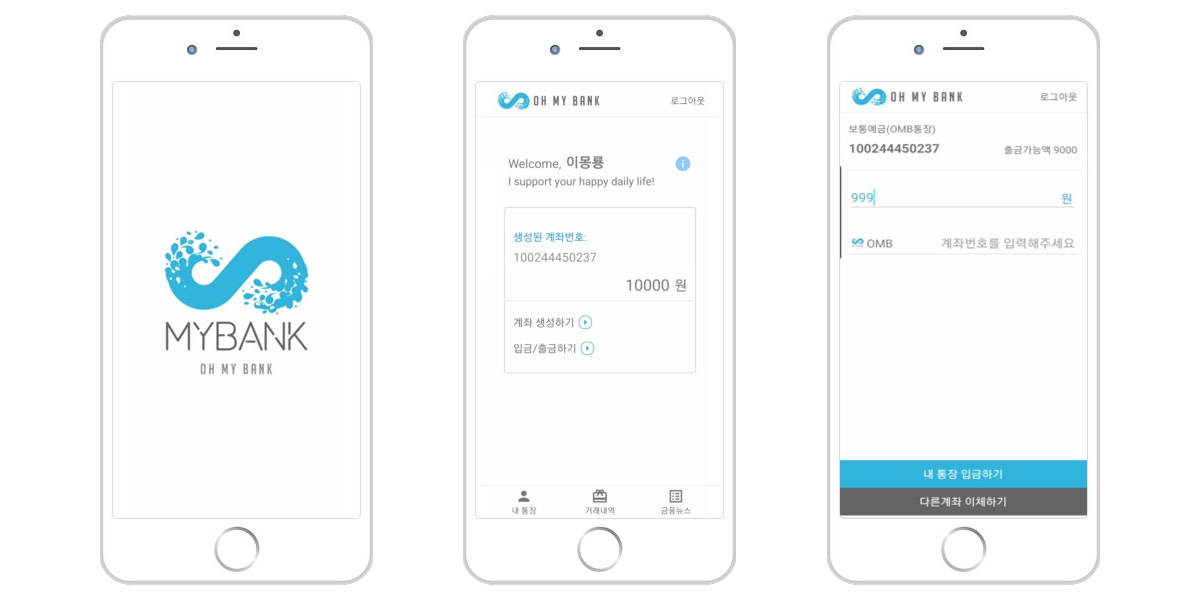 MYBANK
OH MY BANK
OH MY BANK 로그아웃
Welcome, 이몽룡
I support your happy daily life!
생성된 계좌번호:
100244450237
10000 원
계좌 생성하기
입금/출금하기
내 통장 거래내역 금융뉴스
OH MY BANK 로그아웃
보통예금(OMB통장)
100244450237 출금가능액 9000
999 원
OMB 계좌번호를 입력해주세요
내 통장 입금하기
다른계좌 이체하기